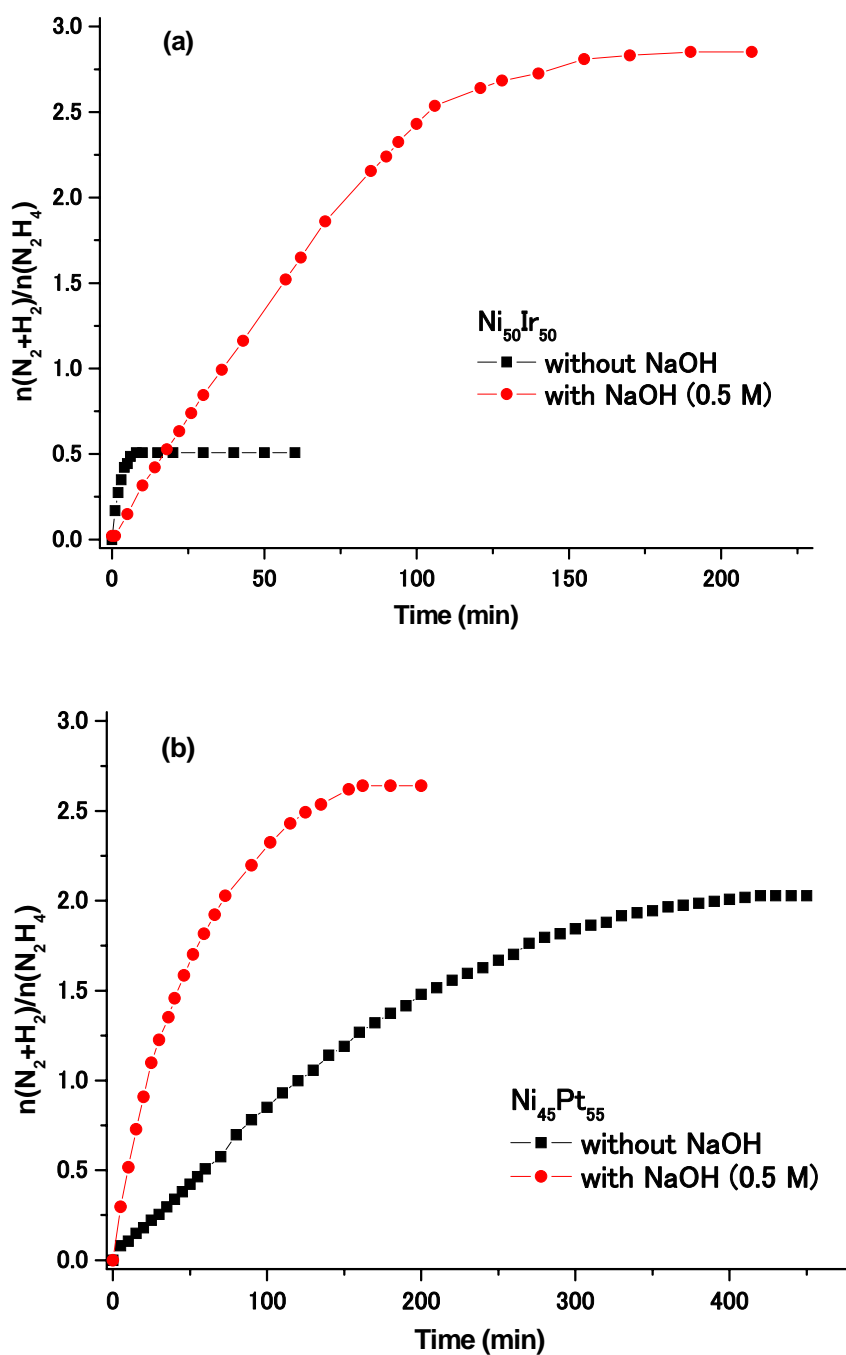 (a)
3.0
2.5
2.0
1.5
1.0
0.5
0.0
n(N₂+H₂)/n(N₂H₄)
Ni₅₀Ir₅₀
without NaOH
with NaOH (0.5 M)
0 50 100 150 200
Time (min)
(b)
3.0
2.5
2.0
1.5
1.0
0.5
0.0
n(N₂+H₂)/n(N₂H₄)
Ni₄₅Pt₅₅
without NaOH
with NaOH (0.5 M)
0 100 200 300 400
Time (min)